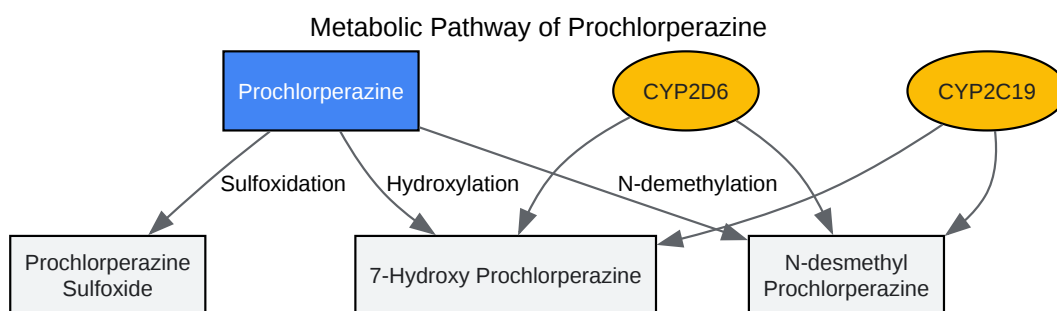 Metabolic Pathway of Prochlorperazine
Prochlorperazine
CYP2D6
CYP2C19
Sulfoxidation
Hydroxylation
N-demethylation
Prochlorperazine
Sulfoxide
7-Hydroxy Prochlorperazine
N-desmethyl
Prochlorperazine